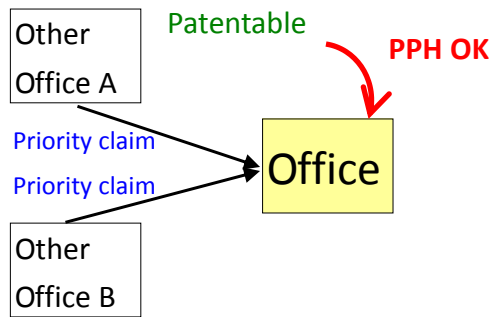 Other
Office A
Patentable
PPH OK
Priority claim
Priority claim
Office
Other
Office B